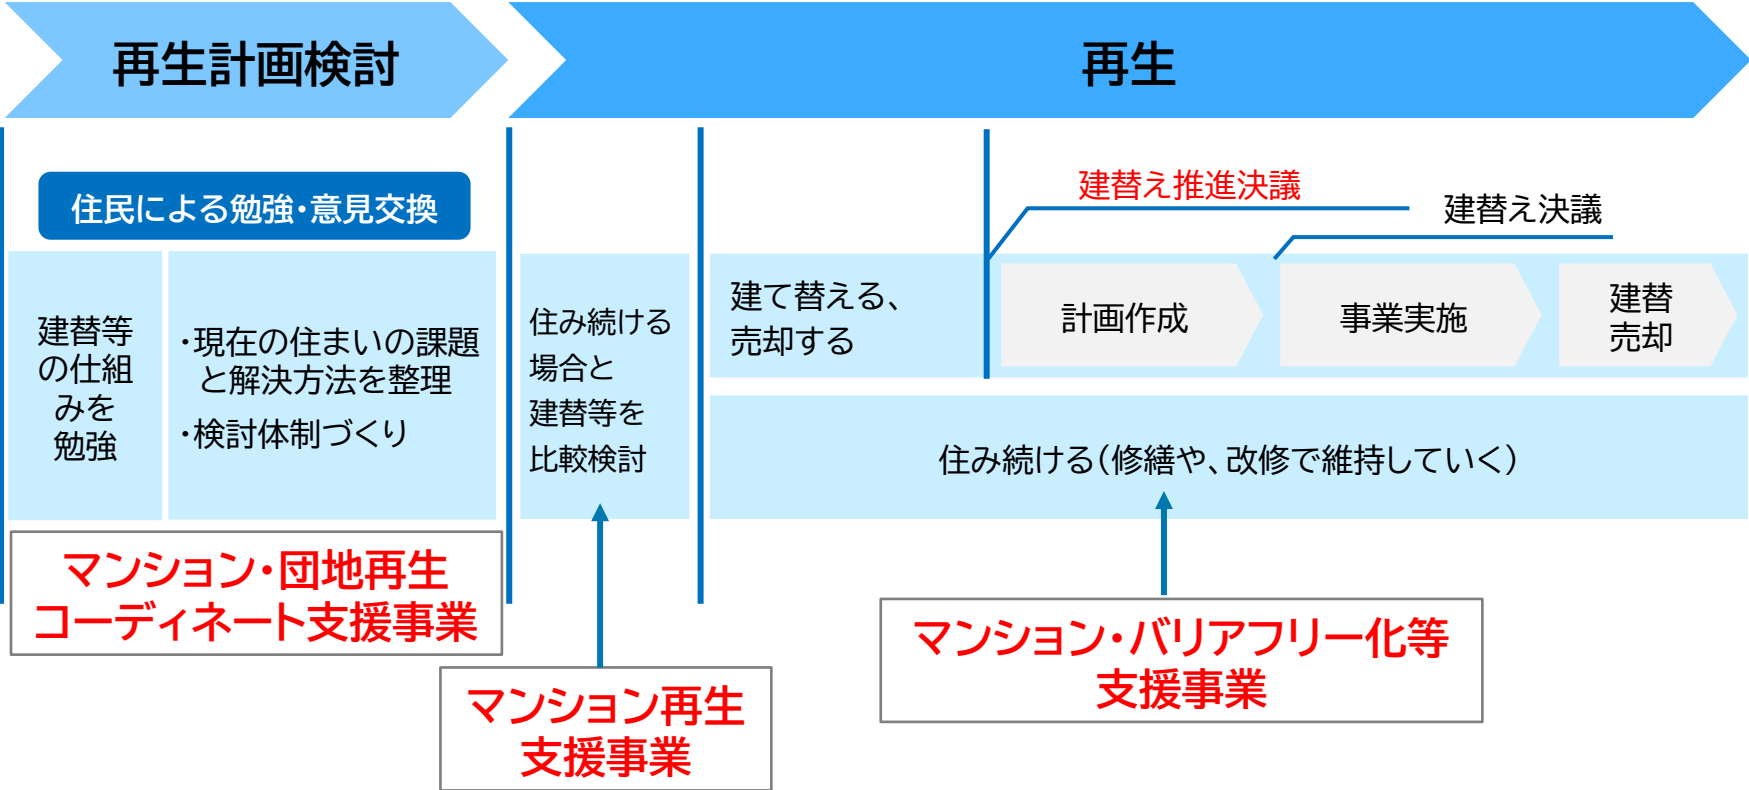 再生計画検討
再生
住民による勉強・意見交換
建替え推進決議
建替え決議
建替等
の仕組
みを
勉強
・現在の住まいの課題
と解決方法を整理
・検討体制づくり
住み続ける
場合と
建替等を
比較検討
建て替える、
売却する
計画作成
事業実施
建替
売却
住み続ける(修繕や、改修で維持していく)
マンション・団地再生
コーディネート支援事業
マンション再生
支援事業
マンション・バリアフリー化等
支援事業